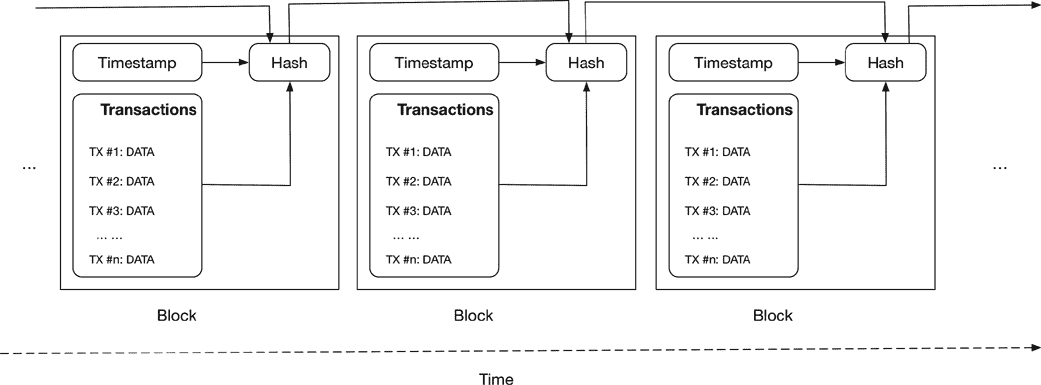 Timestamp
Hash
Transactions
TX #1: DATA
TX #2: DATA
TX #3: DATA
... ...
TX #n: DATA
Block
Timestamp
Hash
Transactions
TX #1: DATA
TX #2: DATA
TX #3: DATA
... ...
TX #n: DATA
Block
Timestamp
Hash
Transactions
TX #1: DATA
TX #2: DATA
TX #3: DATA
... ...
TX #n: DATA
Block
...
...
Time